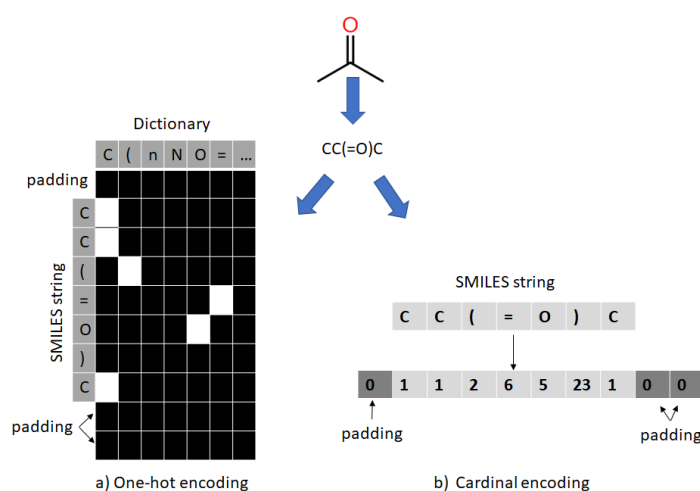 O
CC(=O)C
Dictionary
C ( n N O = ...
padding
C
C
(
=
O
)
C
SMILES string
padding
a) One-hot encoding
SMILES string
C C ( = O ) C
0 1 1 2 6 5 23 1 0 0
padding
padding
b) Cardinal encoding